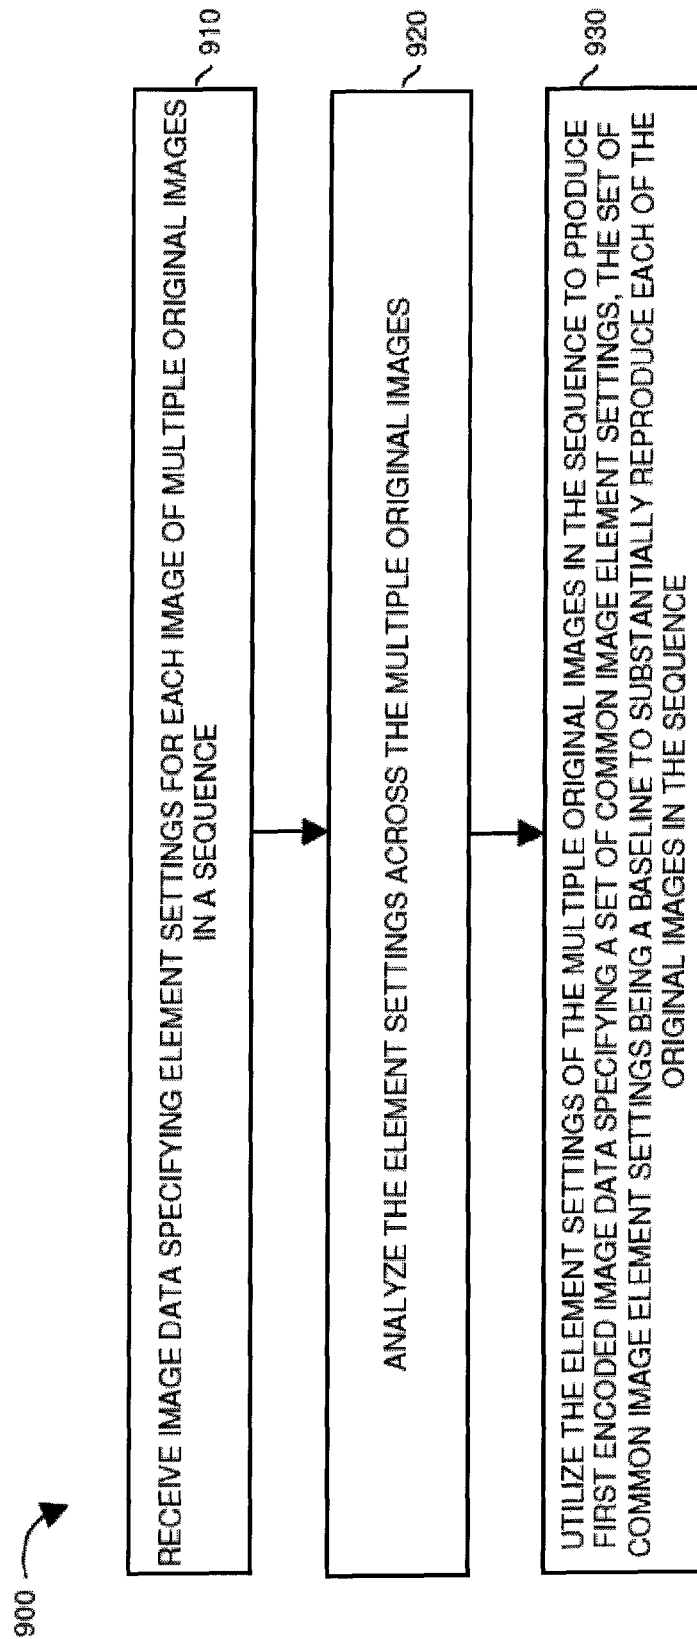 900
RECEIVE IMAGE DATA SPECIFYING ELEMENT SETTINGS FOR EACH IMAGE OF MULTIPLE ORIGINAL IMAGES
IN A SEQUENCE
910
ANALYZE THE ELEMENT SETTINGS ACROSS THE MULTIPLE ORIGINAL IMAGES
920
UTILIZE THE ELEMENT SETTINGS OF THE MULTIPLE ORIGINAL IMAGES IN THE SEQUENCE TO PRODUCE
FIRST ENCODED IMAGE DATA SPECIFYING A SET OF COMMON IMAGE ELEMENT SETTINGS, THE SET OF
COMMON IMAGE ELEMENT SETTINGS BEING A BASELINE TO SUBSTANTIALLY REPRODUCE EACH OF THE
ORIGINAL IMAGES IN THE SEQUENCE
930